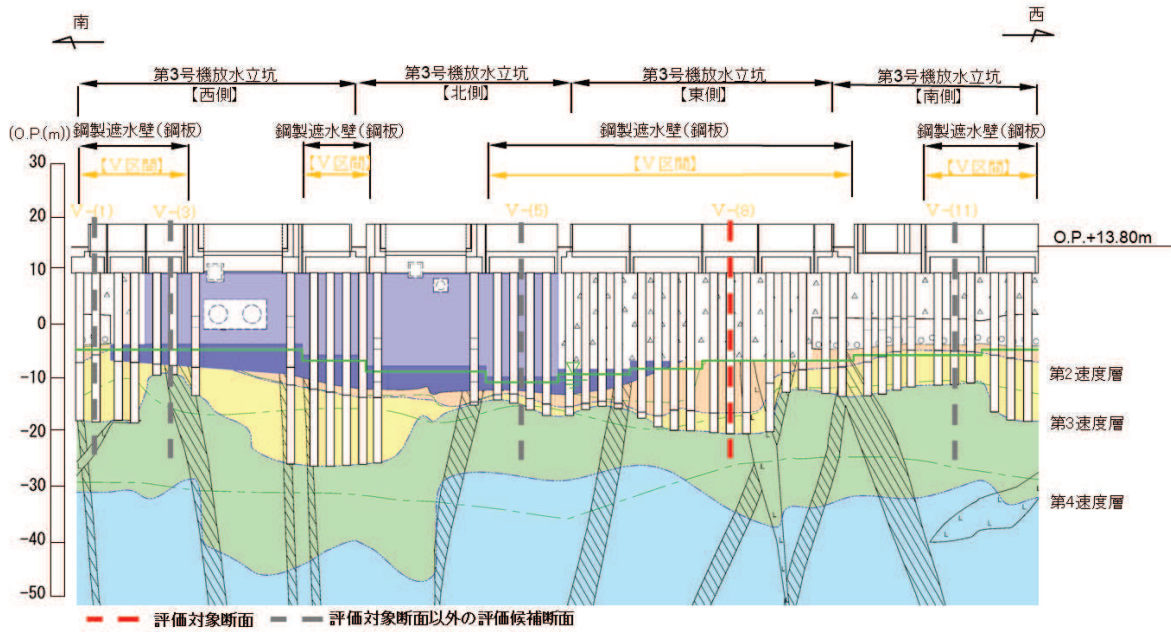 南
西
第3号機放水立坑
【西側】
第3号機放水立坑
【北側】
第3号機放水立坑
【東側】
第3号機放水立坑
【南側】
(O.P.(m))
鋼製遮水壁(鋼板)
鋼製遮水壁(鋼板)
鋼製遮水壁(鋼板)
鋼製遮水壁(鋼板)
【V区間】
【V区間】
【V区間】
【V区間】
30
20
10
0
-10
-20
-30
-40
-50
V-(1)
V-(3)
V-(5)
V-(8)
V-(11)
O.P.+13.80m
第2速度層
第3速度層
第4速度層
評価対象断面
評価対象断面以外の評価候補断面